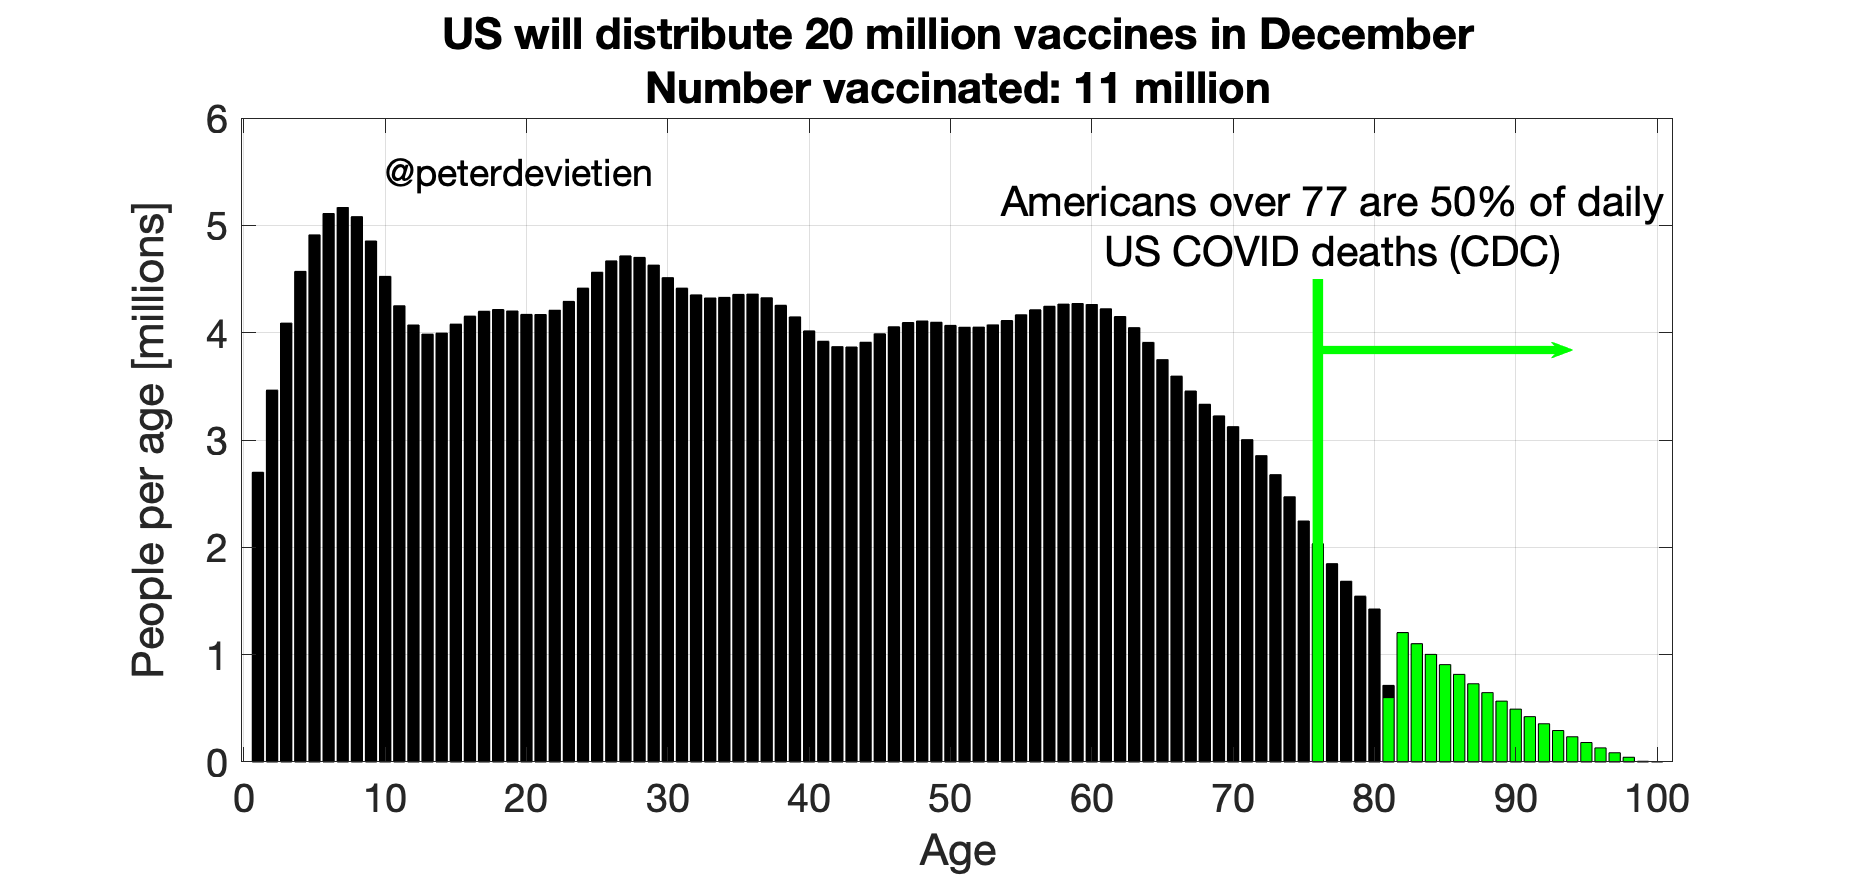 US will distribute 20 million vaccines in December
Number vaccinated: 11 million
@peterdevietien
Americans over 77 are 50% of daily
US COVID deaths (CDC)
People per age [millions]
6
5
4
3
2
1
0
0 10 20 30 40 50 60 70 80 90 100
Age